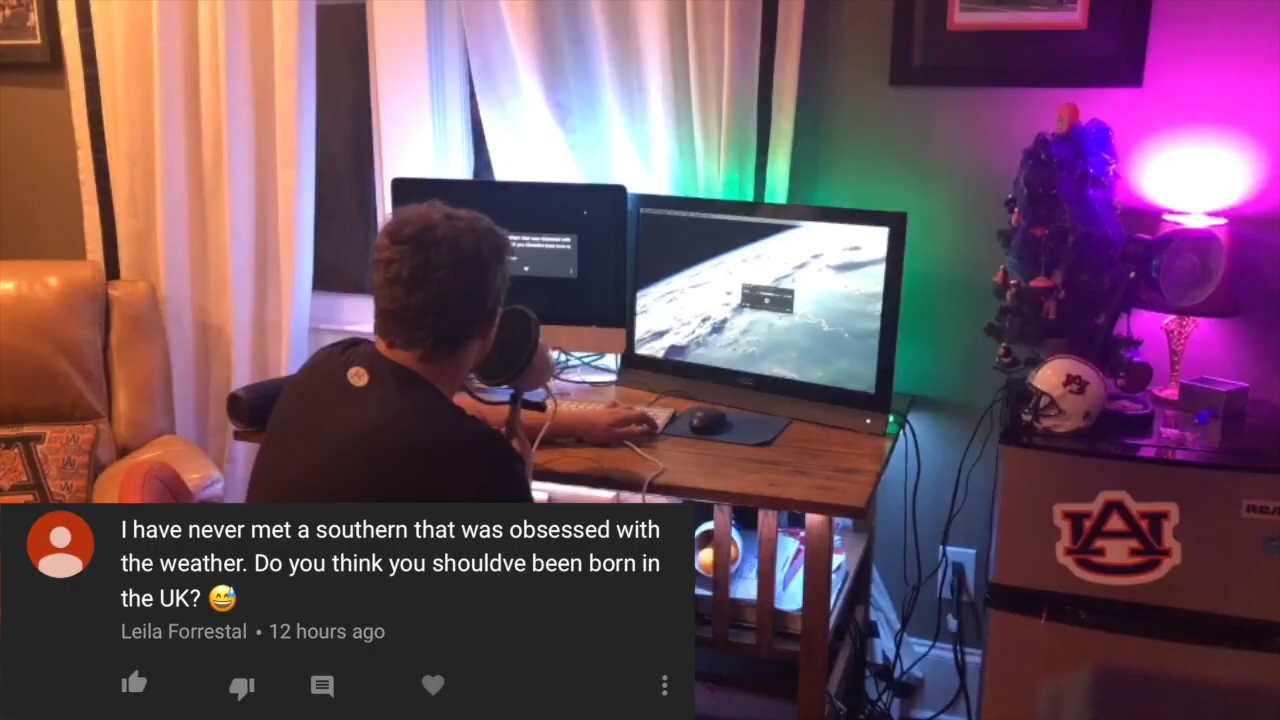 I have never met a southern that was obsessed with
the weather. Do you think you shouldve been born in
the UK? 😅
Leila Forrestal • 12 hours ago
RCA